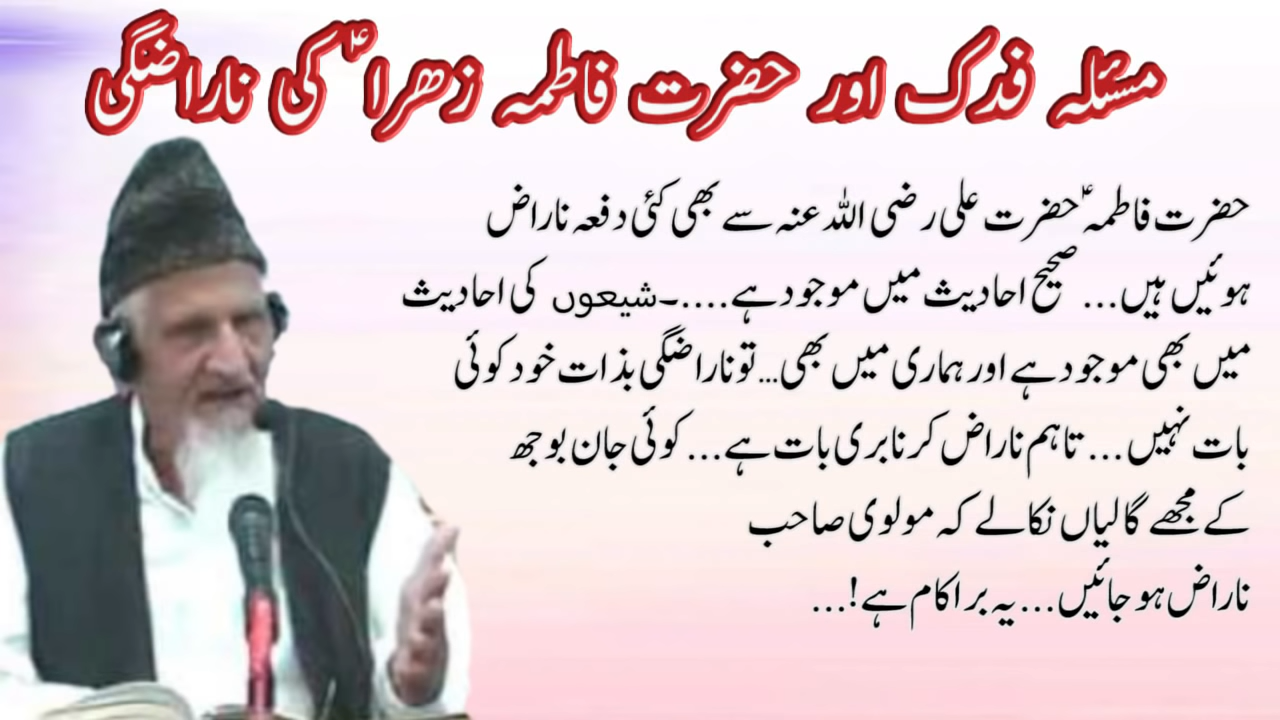 مسئلہ فدک اور حضرت فاطمہ زھراؑ کی ناراضگی
حضرت فاطمہؑ حضرت علی رضی اللہ عنہ سے بھی کئی دفعہ ناراض
ہوئیں ہیں... صحیح احادیث میں موجود ہے....۔شیعوں کی احادیث
میں بھی موجود ہے اور ہماری میں بھی...تو ناراضگی بذات خود کوئی
بات نہیں... تاہم ناراض کرنا بری بات ہے... کوئی جان بوجھ
کے مجھے گالیاں نکالے کہ مولوی صاحب
ناراض ہو جائیں...یہ برا کام ہے!...